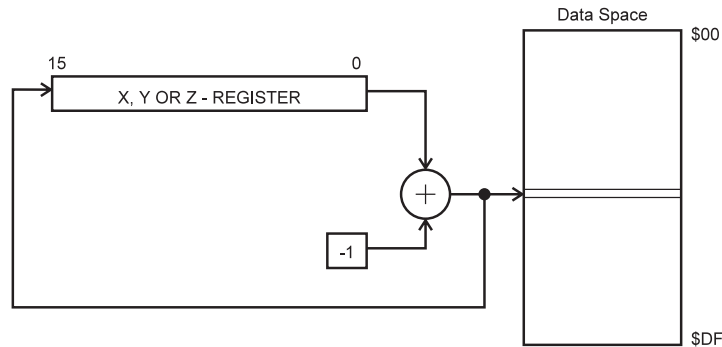 Data Space
$00
15 0
X, Y OR Z - REGISTER
+
-1
$DF